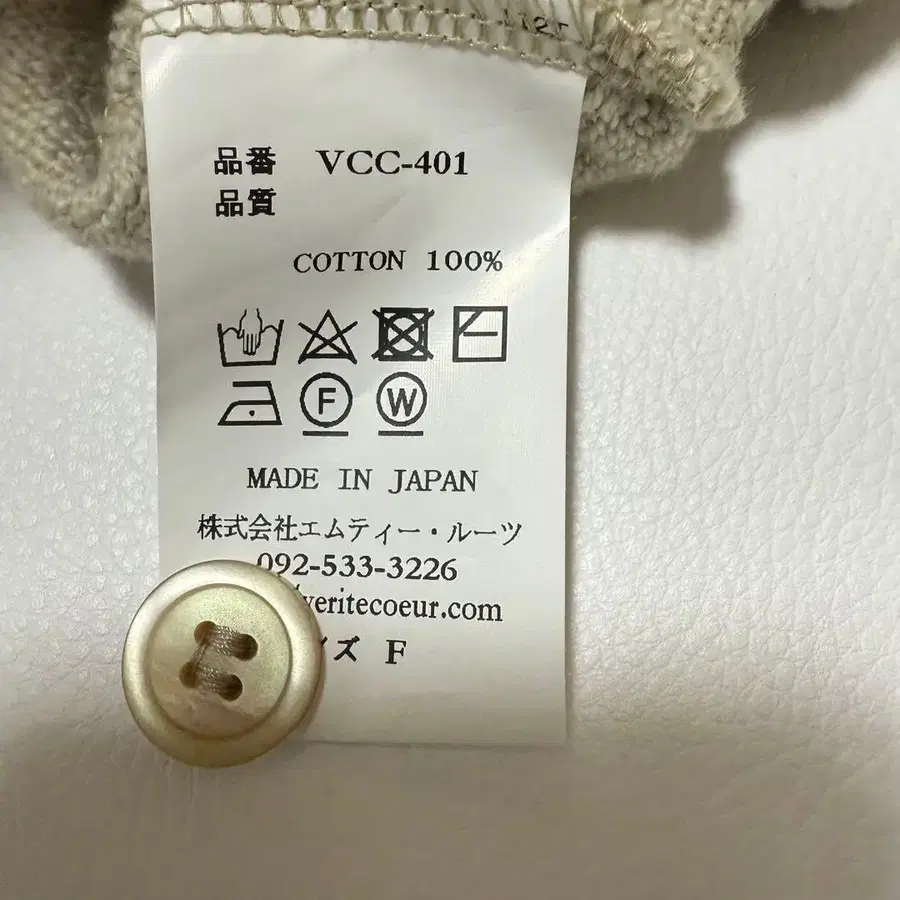 品番 VCC-401
品質
COTTON 100%
F W
MADE IN JAPAN
株式会社エムティー・ルーツ
092-533-3226
veritecoeur.com
イズ F